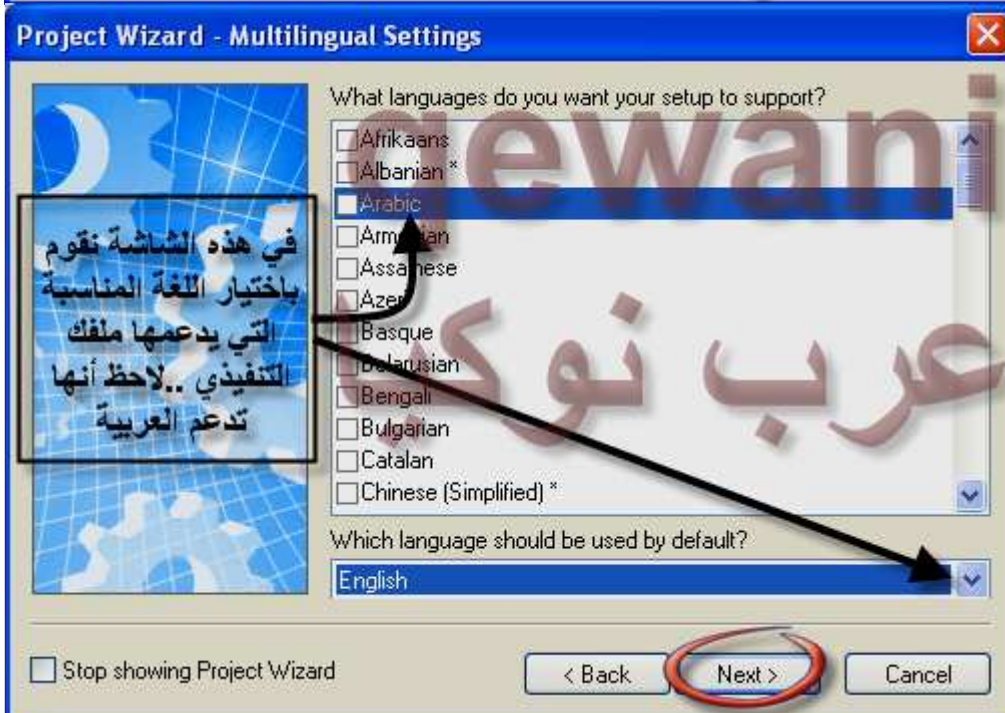 Project Wizard - Multilingual Settings
What languages do you want your setup to support?
Afrikaans
Albanian *
Arabic
Armenian
Assamese
Azeri
Basque
Belarusian
Bengali
Bulgarian
Catalan
Chinese (Simplified) *
في هذه الشاشة نقوم
باختيار اللغة المناسبة
التي يدعمها ملفك
التنفيذي ..لاحظ أنها
تدعم العربية
qewani
عرب نوكيا
Which language should be used by default?
English
Stop showing Project Wizard
< Back
Next >
Cancel